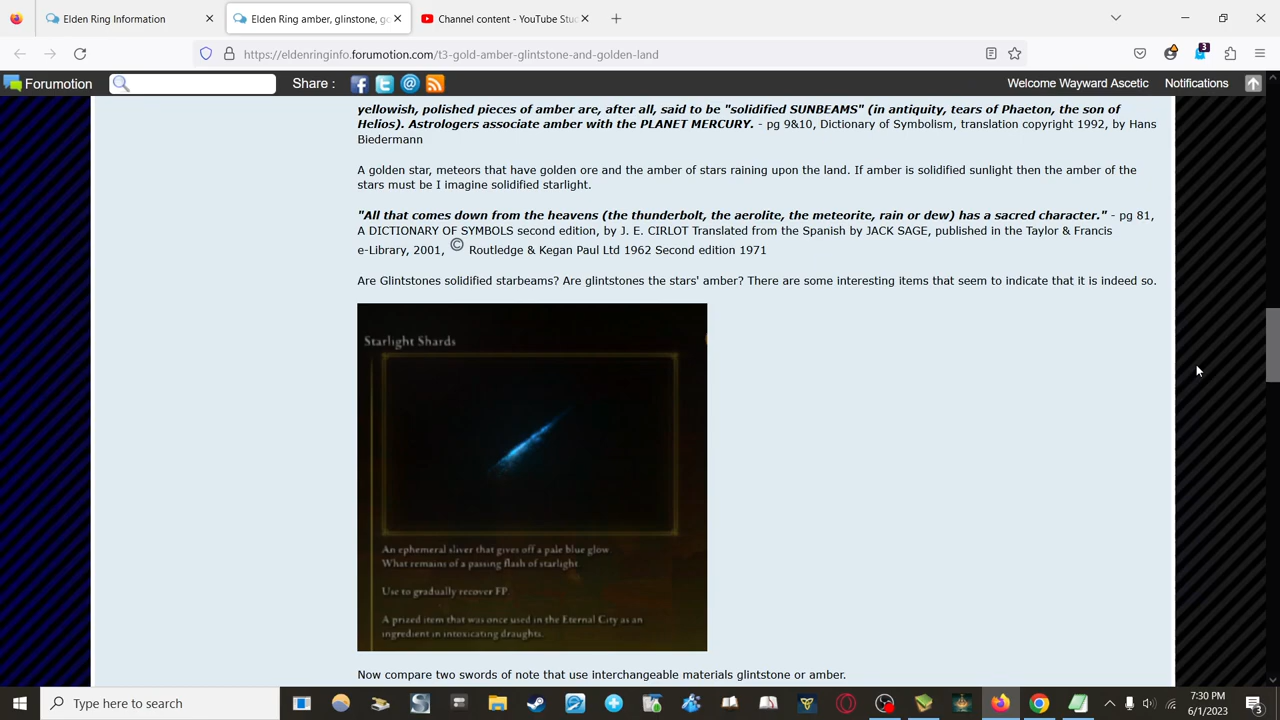 Elden Ring Information
Elden Ring amber, glinstone, go
Channel content - YouTube Stu
https://eldenringinfo.forumotion.com/t3-gold-amber-glintstone-and-golden-land
3
Forumotion
Share :
Welcome Wayward Ascetic
Notifications
yellowish, polished pieces of amber are, after all, said to be "solidified SUNBEAMS" (in antiquity, tears of Phaeton, the son of
Helios). Astrologers associate amber with the PLANET MERCURY. - pg 9&10, Dictionary of Symbolism, translation copyright 1992, by Hans
Biedermann
A golden star, meteors that have golden ore and the amber of stars raining upon the land. If amber is solidified sunlight then the amber of the
stars must be I imagine solidified starlight.
"All that comes down from the heavens (the thunderbolt, the aerolite, the meteorite, rain or dew) has a sacred character." - pg 81,
A DICTIONARY OF SYMBOLS second edition, by J. E. CIRLOT Translated from the Spanish by JACK SAGE, published in the Taylor & Francis
e-Library, 2001, © Routledge & Kegan Paul Ltd 1962 Second edition 1971
Are Glintstones solidified starbeams? Are glintstones the stars' amber? There are some interesting items that seem to indicate that it is indeed so.
Starlight Shards
An ephemeral sliver that gives off a pale blue glow
What remains of a passing flash of starlight
Use to gradually recover FP.
A prized item that was once used in the Eternal City as an
ingredient in intoxicating draughts.
Now compare two swords of note that use interchangeable materials glintstone or amber.
Type here to search
7:30 PM
6/1/2023
3